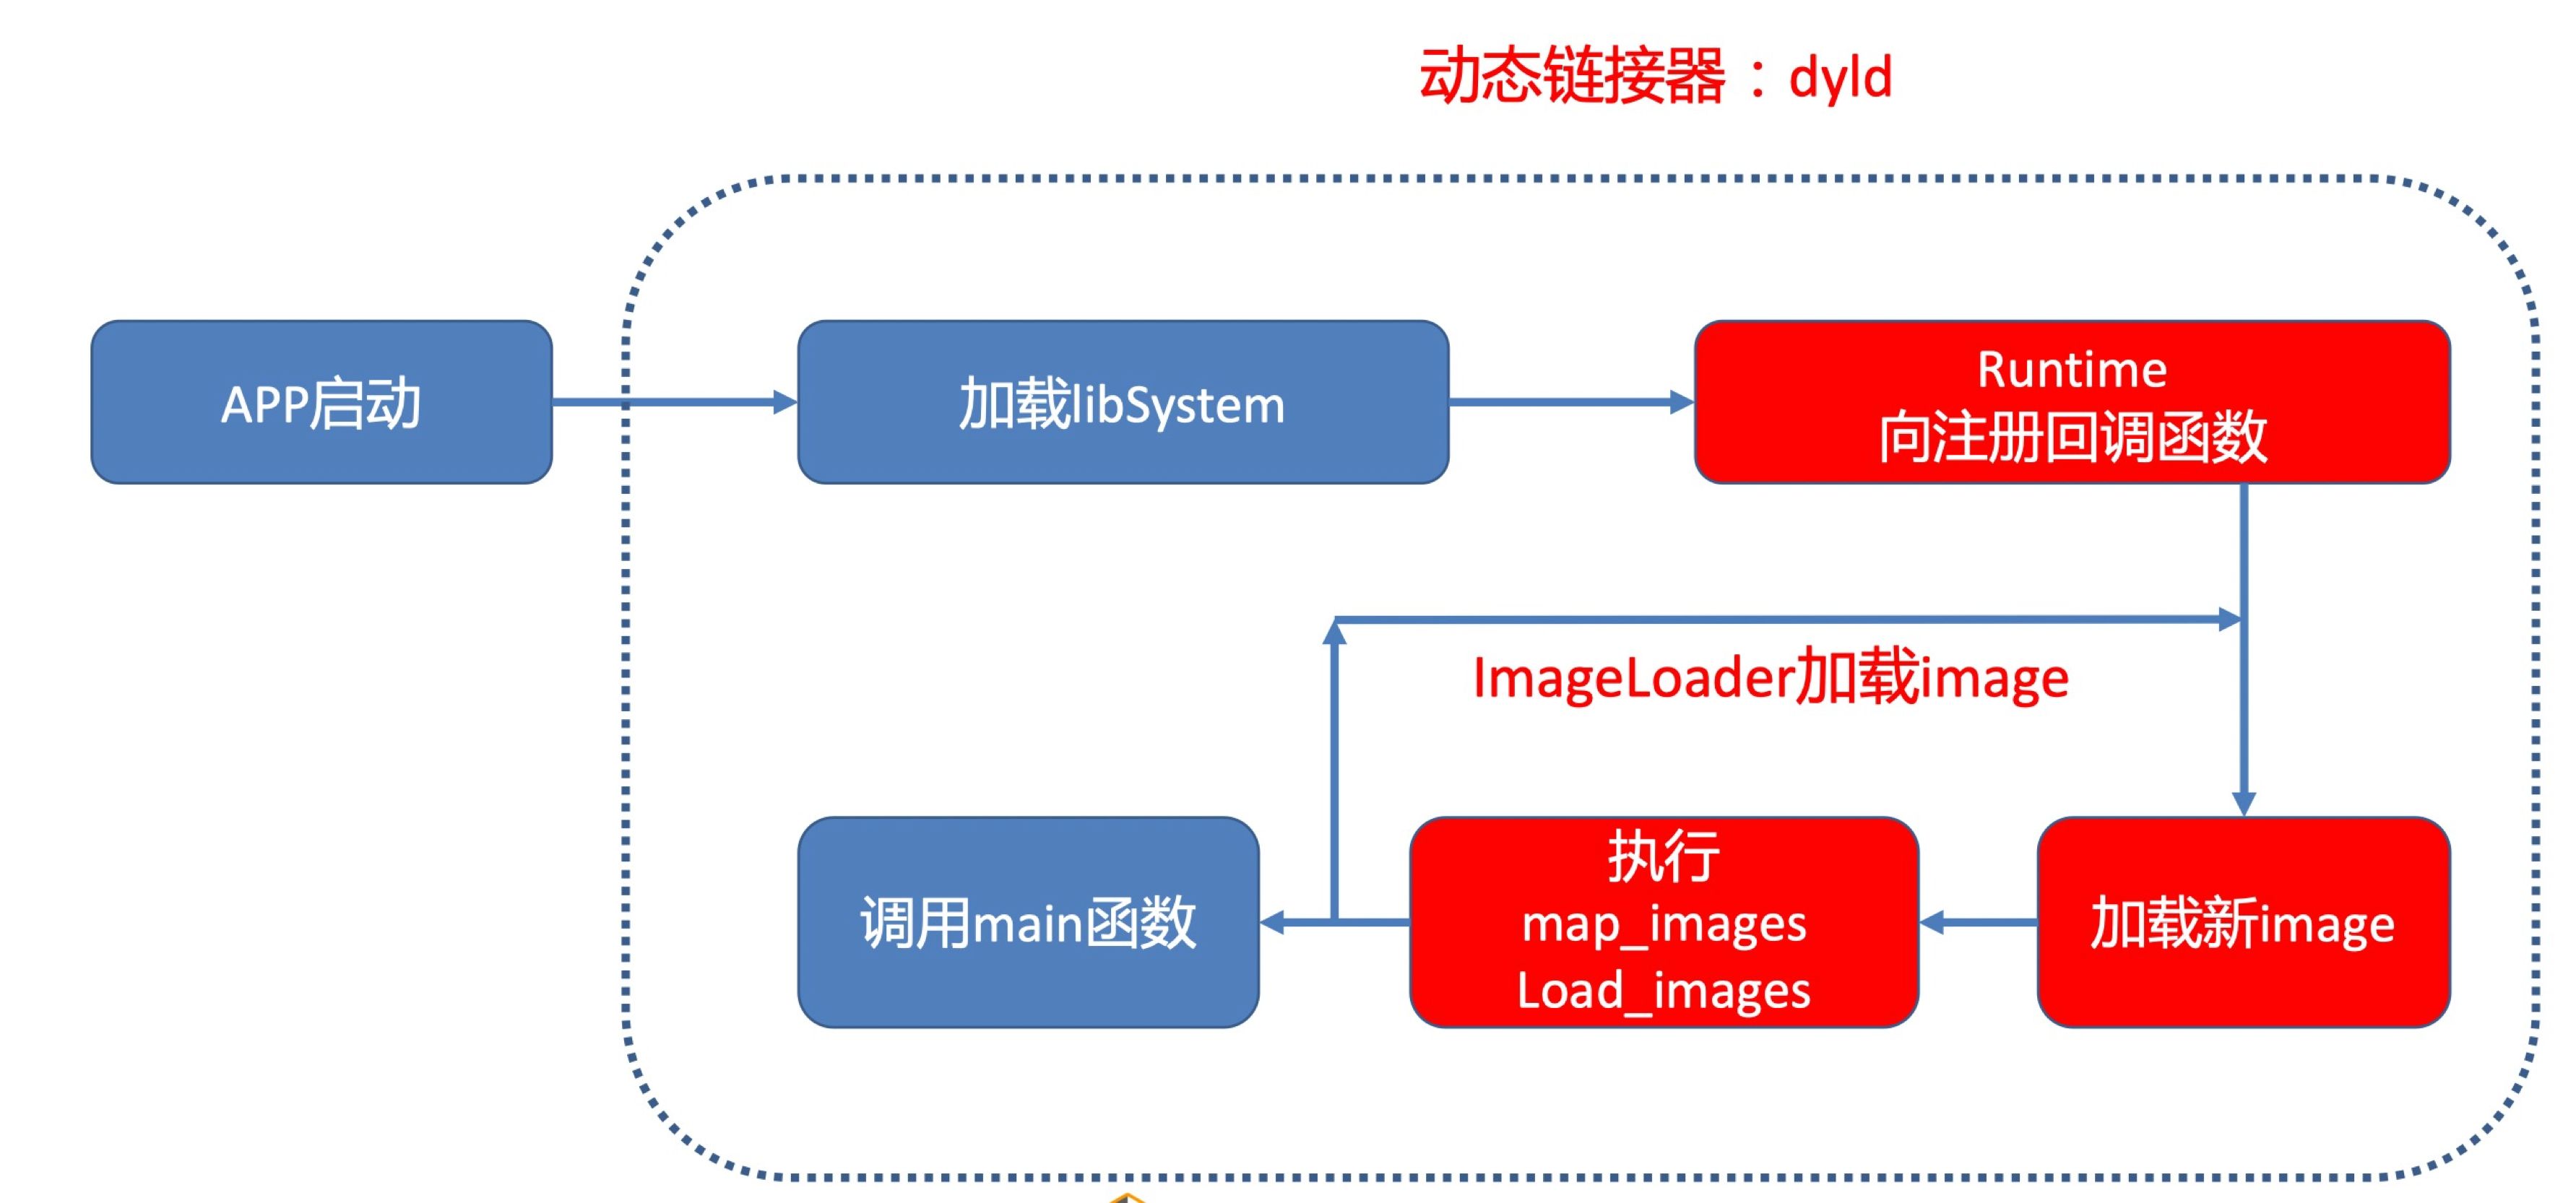 动态链接器：dyld
APP启动
加载libSystem
Runtime
向注册回调函数
ImageLoader加载image
调用main函数
执行
map_images
Load_images
加载新image